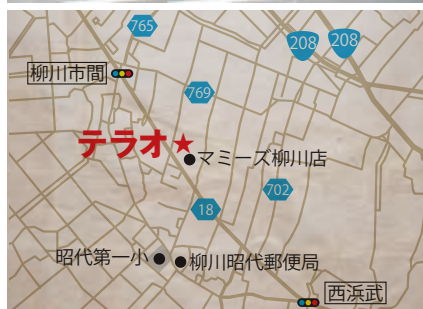 765
208
208
柳川市間
769
テラオ★
マミーズ柳川店
702
18
昭代第一小
柳川昭代郵便局
西浜武